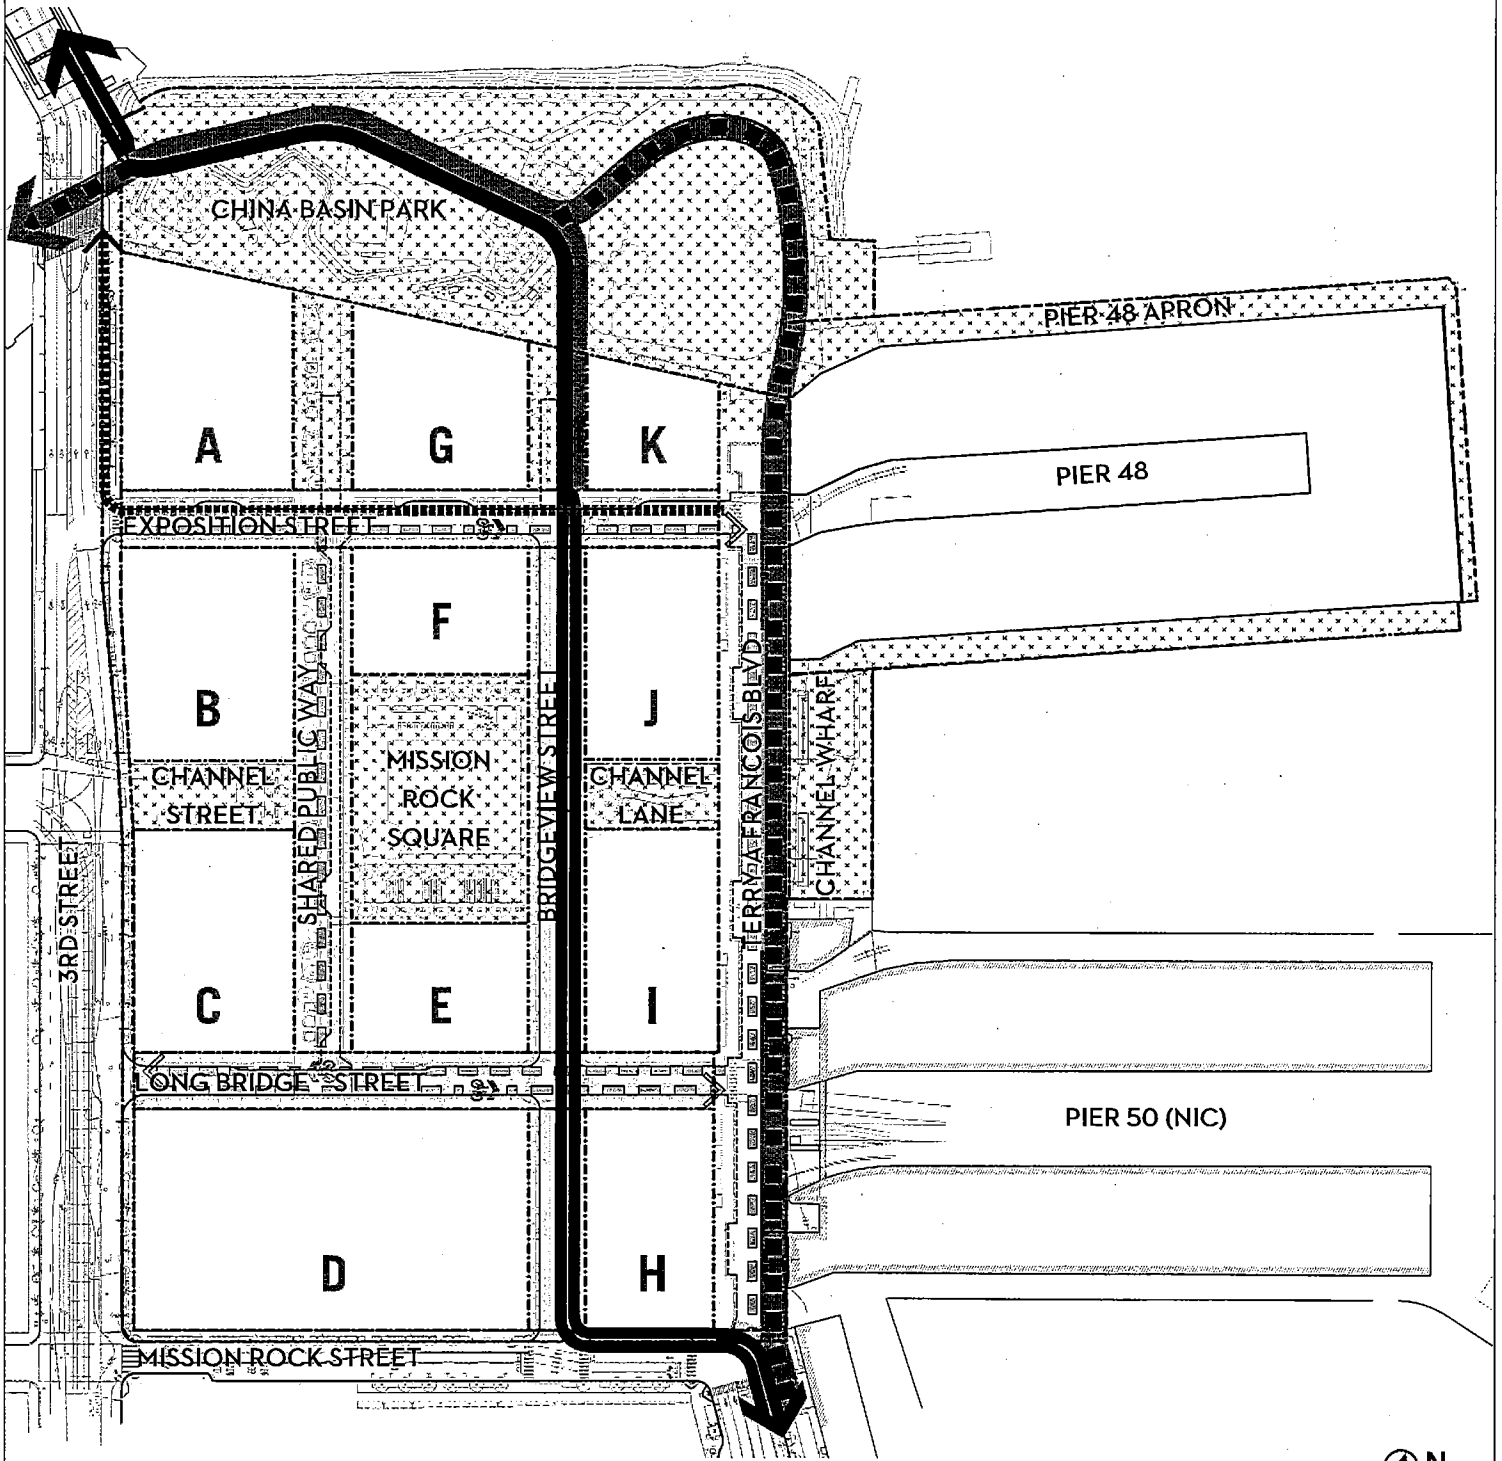 CHINA BASIN PARK
PIER 48 APRON
A
G
K
PIER 48
EXPOSITION STREET
F
B
J
SHARED PUBLIC WAY
BRIDGEVIEW STREET
TERRY A FRANCOIS BLVD
CHANNEL WHARF
CHANNEL
STREET
MISSION
ROCK
SQUARE
CHANNEL
LANE
3RD STREET
C
E
I
LONG BRIDGE STREET
PIER 50 (NIC)
D
H
MISSION ROCK STREET
N